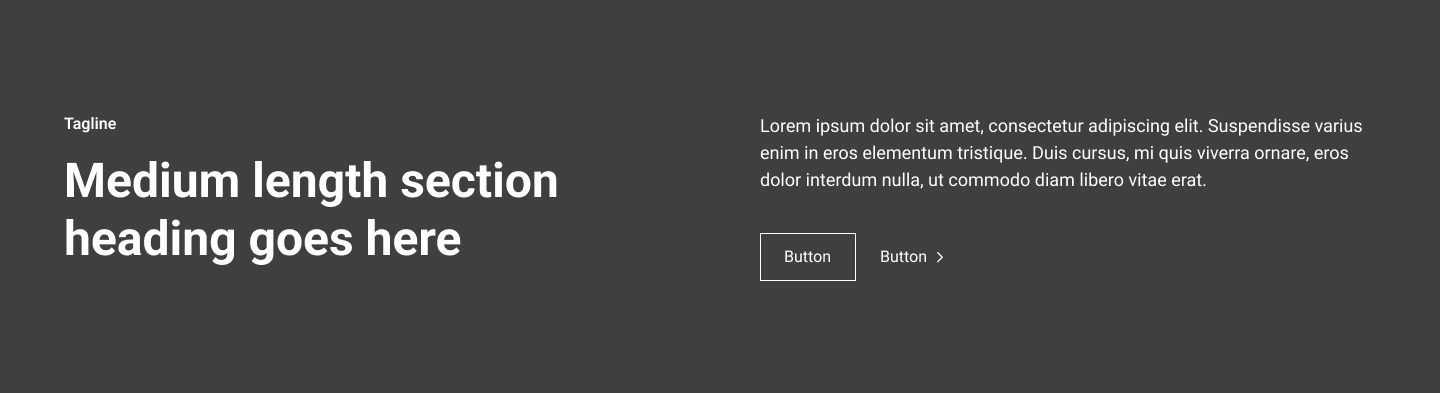 Tagline
Medium length section
heading goes here
Lorem ipsum dolor sit amet, consectetur adipiscing elit. Suspendisse varius
enim in eros elementum tristique. Duis cursus, mi quis viverra ornare, eros
dolor interdum nulla, ut commodo diam libero vitae erat.
Button
Button